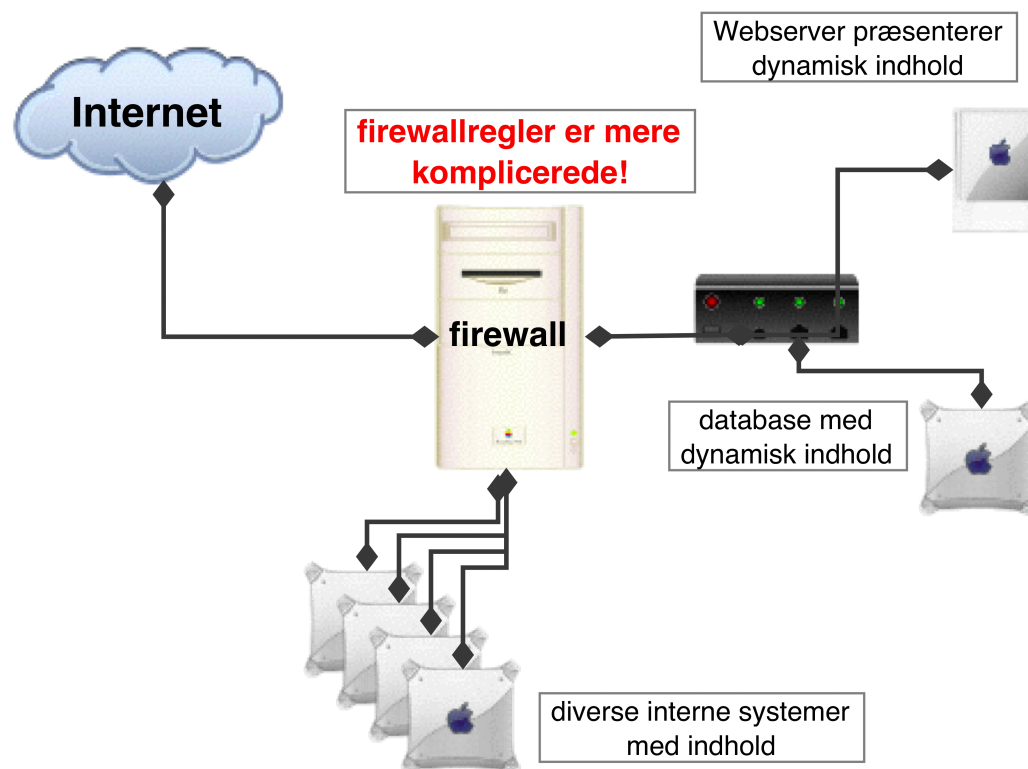 Webserver præsenterer
dynamisk indhold
Internet
firewallregler er mere
komplicerede!
firewall
database med
dynamisk indhold
diverse interne systemer
med indhold